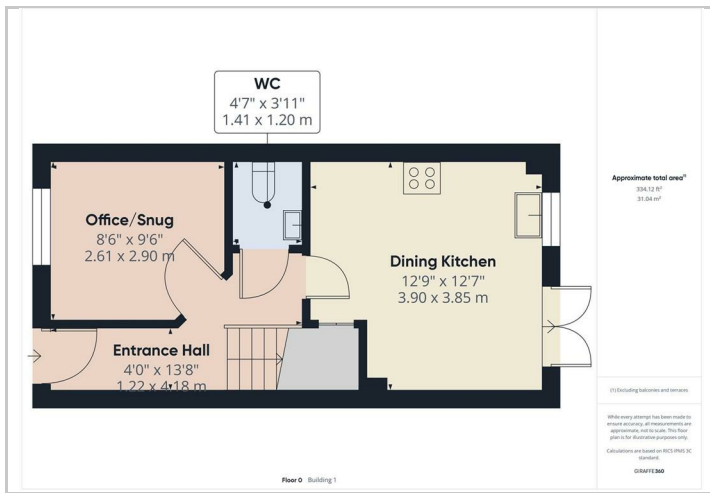 WC
4'7" x 3'11"
1.41 x 1.20 m
Office/Snug
8'6" x 9'6"
2.61 x 2.90 m
Dining Kitchen
12'9" x 12'7"
3.90 x 3.85 m
Entrance Hall
4'0" x 13'8"
1.22 x 4.18 m
Floor 0 Building 1
Approximate total area⁽¹⁾
334.12 ft²
31.04 m²
(1) Excluding balconies and terraces
While every attempt has been made to
ensure accuracy, all measurements are
approximate, not to scale. This floor
plan is for illustrative purposes only.
Calculations are based on RICS IPMS 3C
standard.
GIRAFFE360